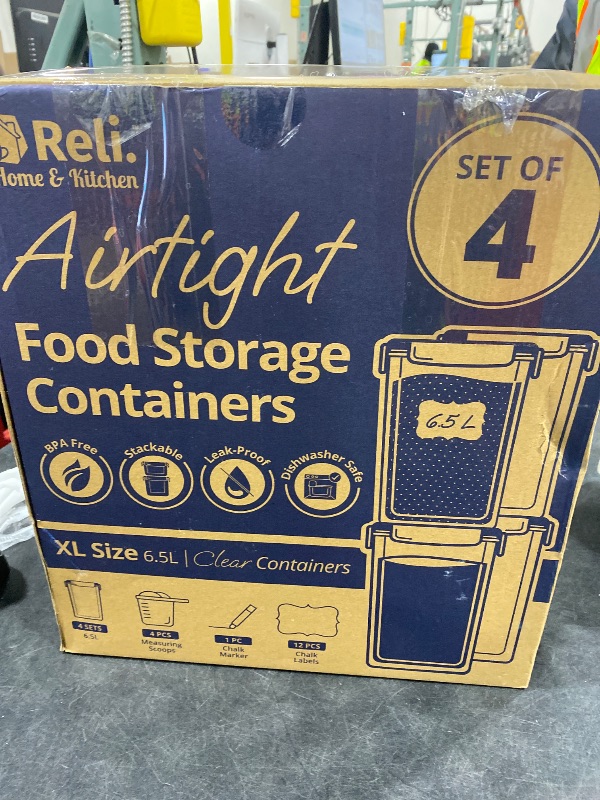 Reli.
Home & Kitchen
SET OF
4
Airtight
Food Storage
Containers
BPA Free
Stackable
Leak-Proof
Dishwasher Safe
6.5 L
XL Size 6.5L | Clear Containers
4 SETS
6.5L
4 PCS
Measuring
Scoops
1 PC
Chalk
Marker
12 PCS
Chalk
Labels